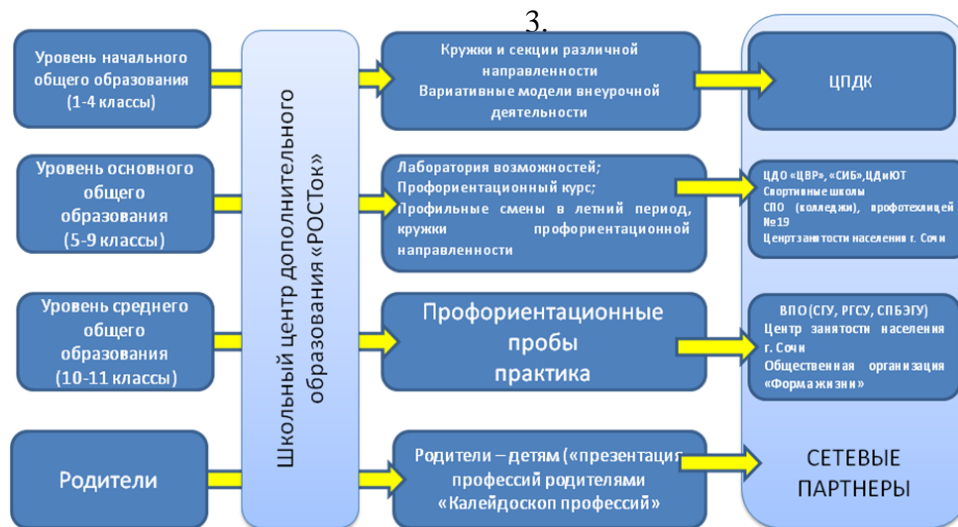 3.
Уровень начального
общего образования
(1-4 классы)
Уровень основного
общего
образования
(5-9 классы)
Уровень среднего
общего
образования
(10-11 классы)
Родители
Школьный центр дополнительного
образования «РОСТок»
Кружки и секции различной
направленности
Вариативные модели внеурочной
деятельности
Лаборатория возможностей;
Профориентационный курс;
Профильные смены в летний период,
кружки профориентационной
направленности
Профориентационные
пробы
практика
Родители – детям («презентация
профессий родителями
«Калейдоскоп профессий»
ЦПДК
ЦДО «ЦВР», «СИБ»,ЦДиЮТ
Спортивные школы
СПО (колледжи), профотехлицей
№19
Ценрт занятости населения г. Сочи
ВПО (СГУ, РГСУ, СПБЭГУ)
Центр занятости населения
г. Сочи
Общественная организация
«Форма жизни»
СЕТЕВЫЕ
ПАРТНЕРЫ